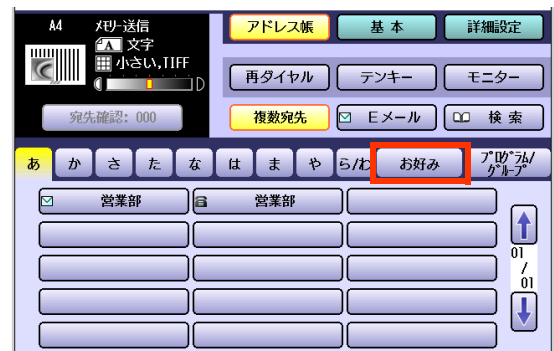 A4 ﾒﾓﾘｰ送信
A 文字
小さい,TIFF
D
宛先確認: 000
アドレス帳 基本 詳細設定
再ダイヤル テンキー モニター
複数宛先 Eメール 検索
あ か さ た な は ま や ら/わ お好み ﾌﾟﾛｸﾞﾗﾑ/
ｸﾞﾙｰﾌﾟ
営業部 営業部
01
/
01